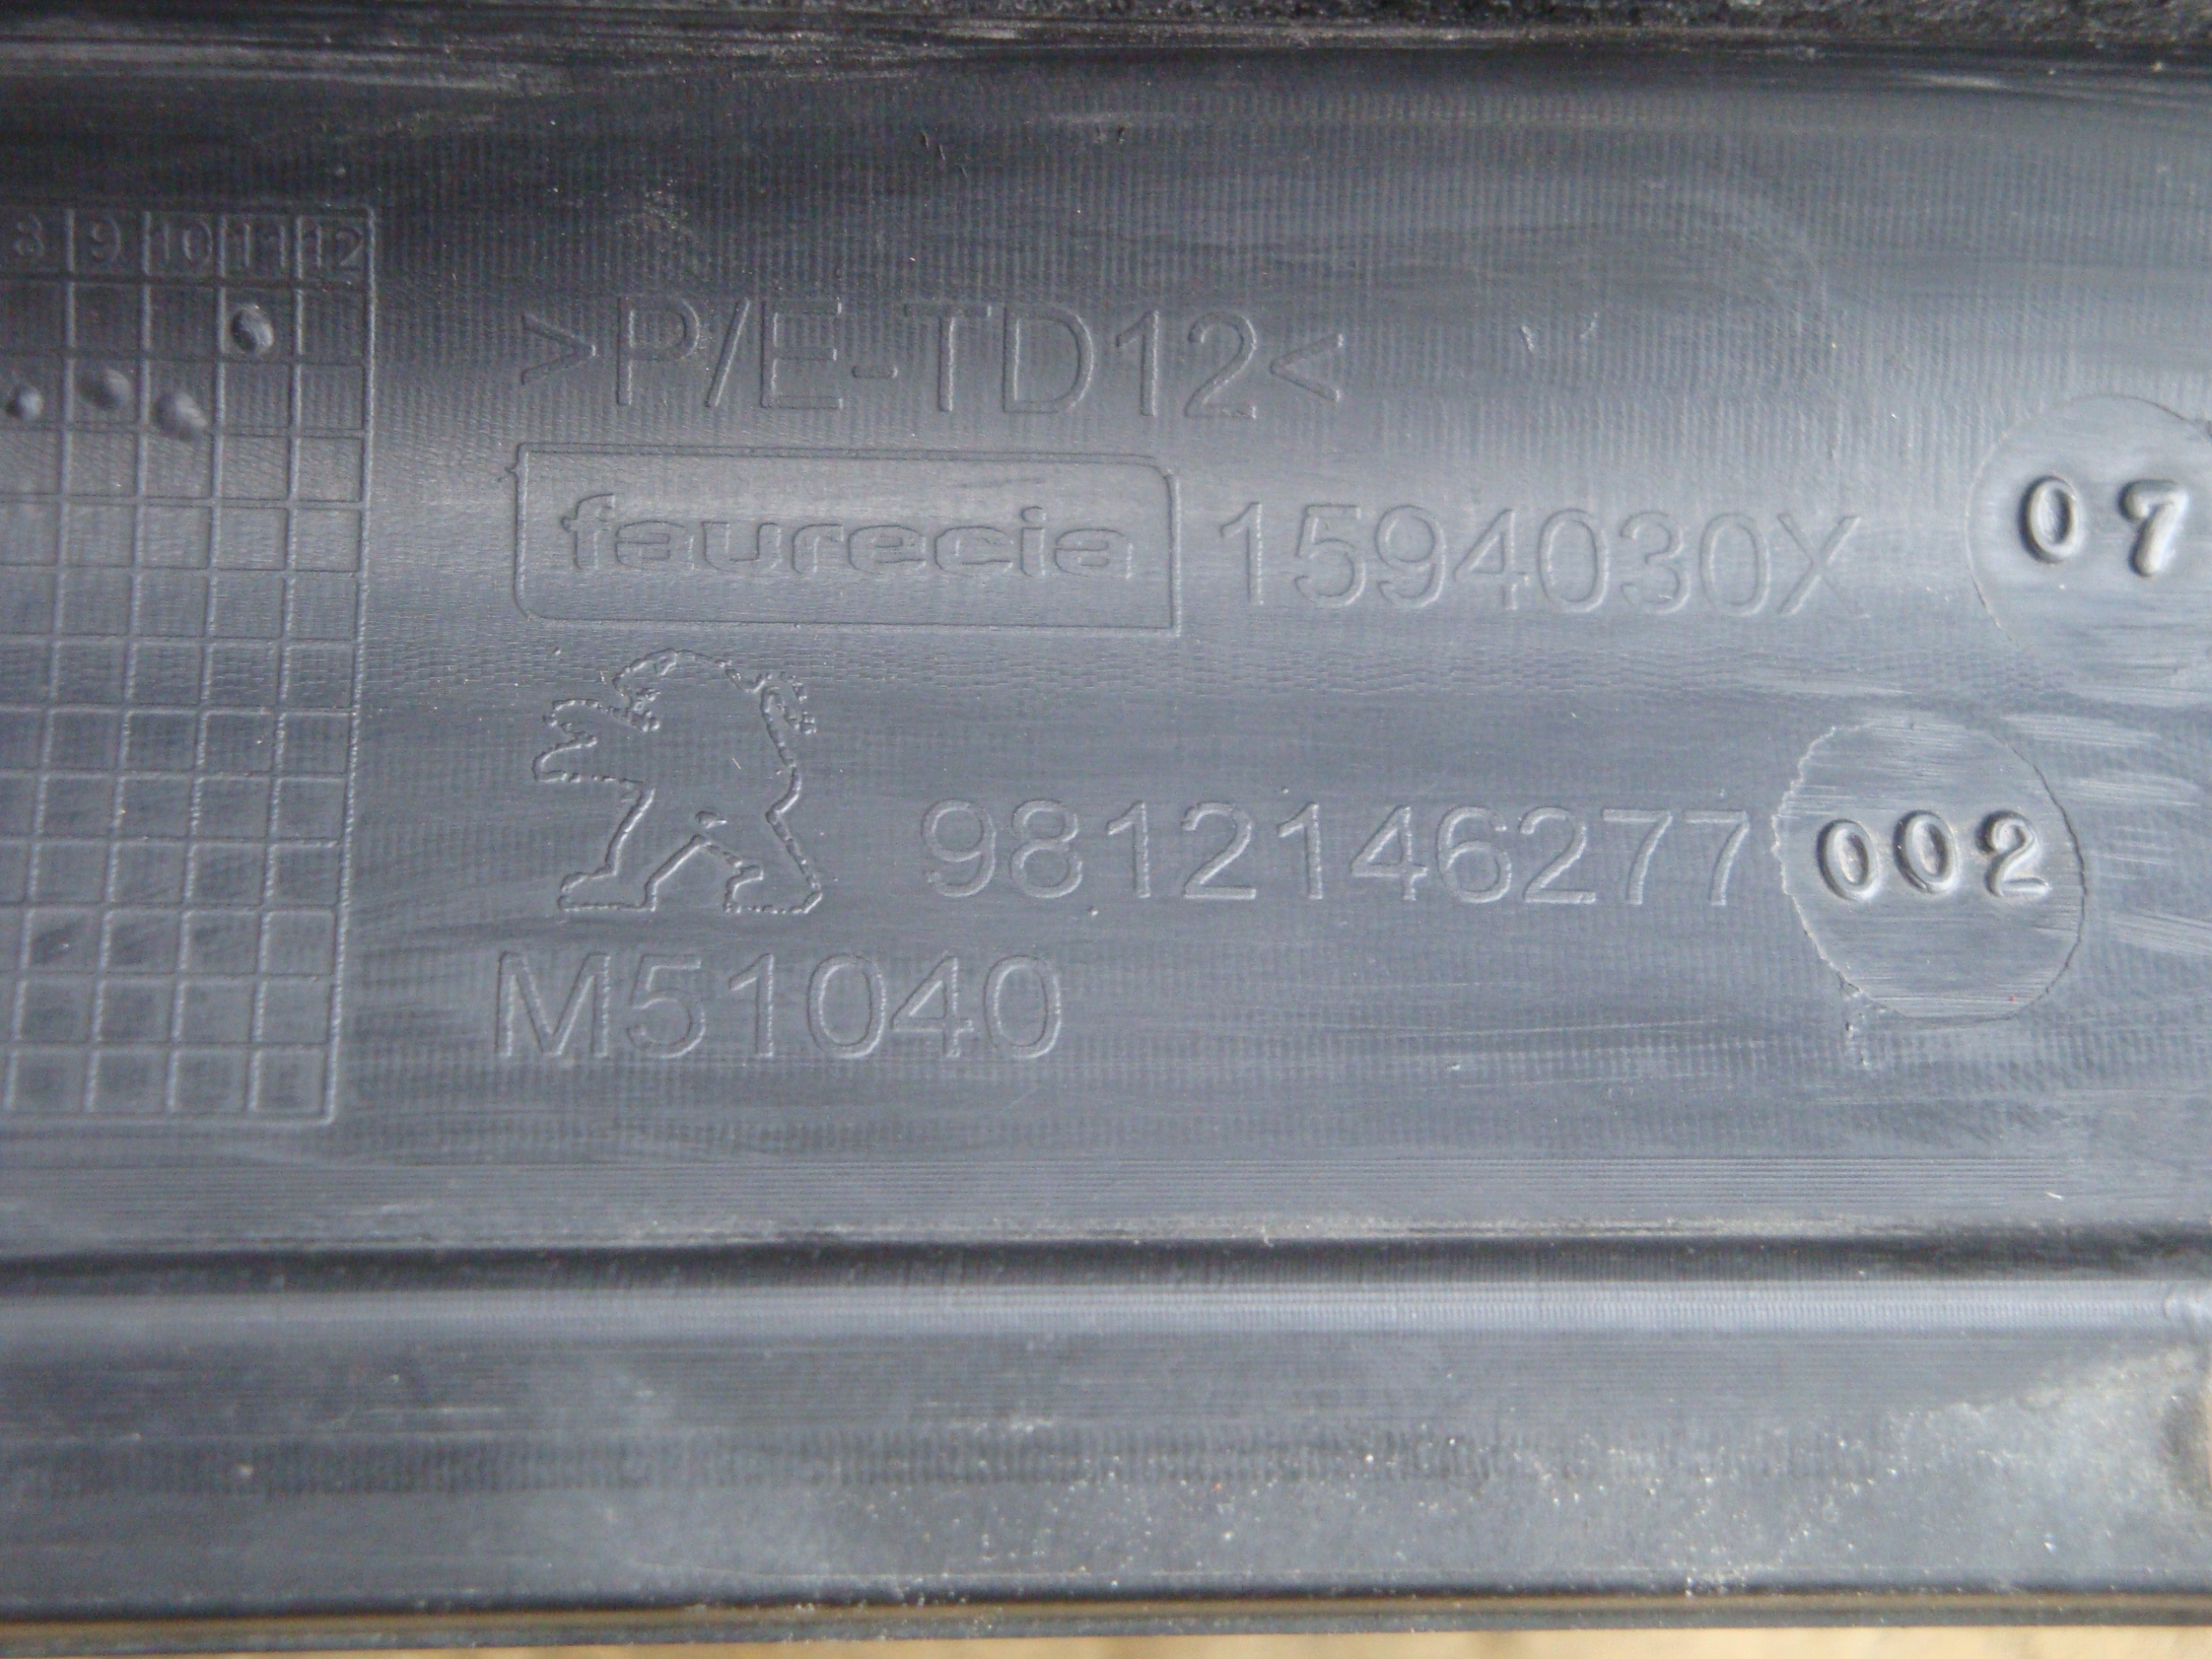 8 9 10 11 12
>P/E-TD12<
faurecia 1594030X 07
9812146277 002
M51040